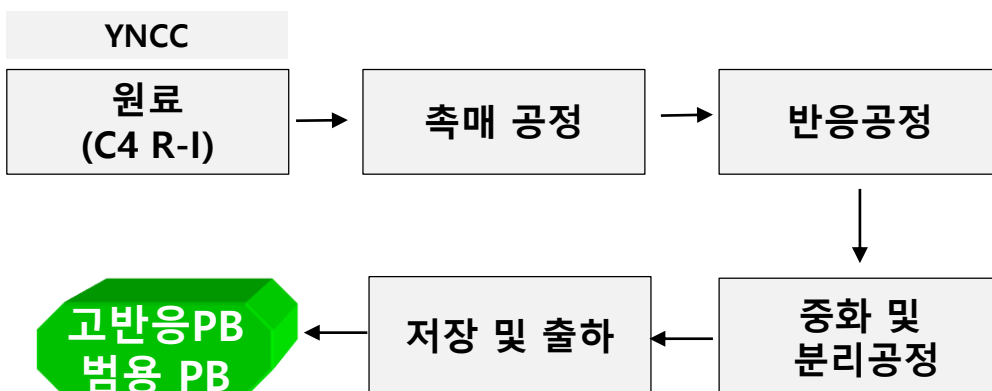 YNCC
원료
(C4 R-I)
촉매 공정
반응공정
중화 및
분리공정
저장 및 출하
고반응PB
범용 PB